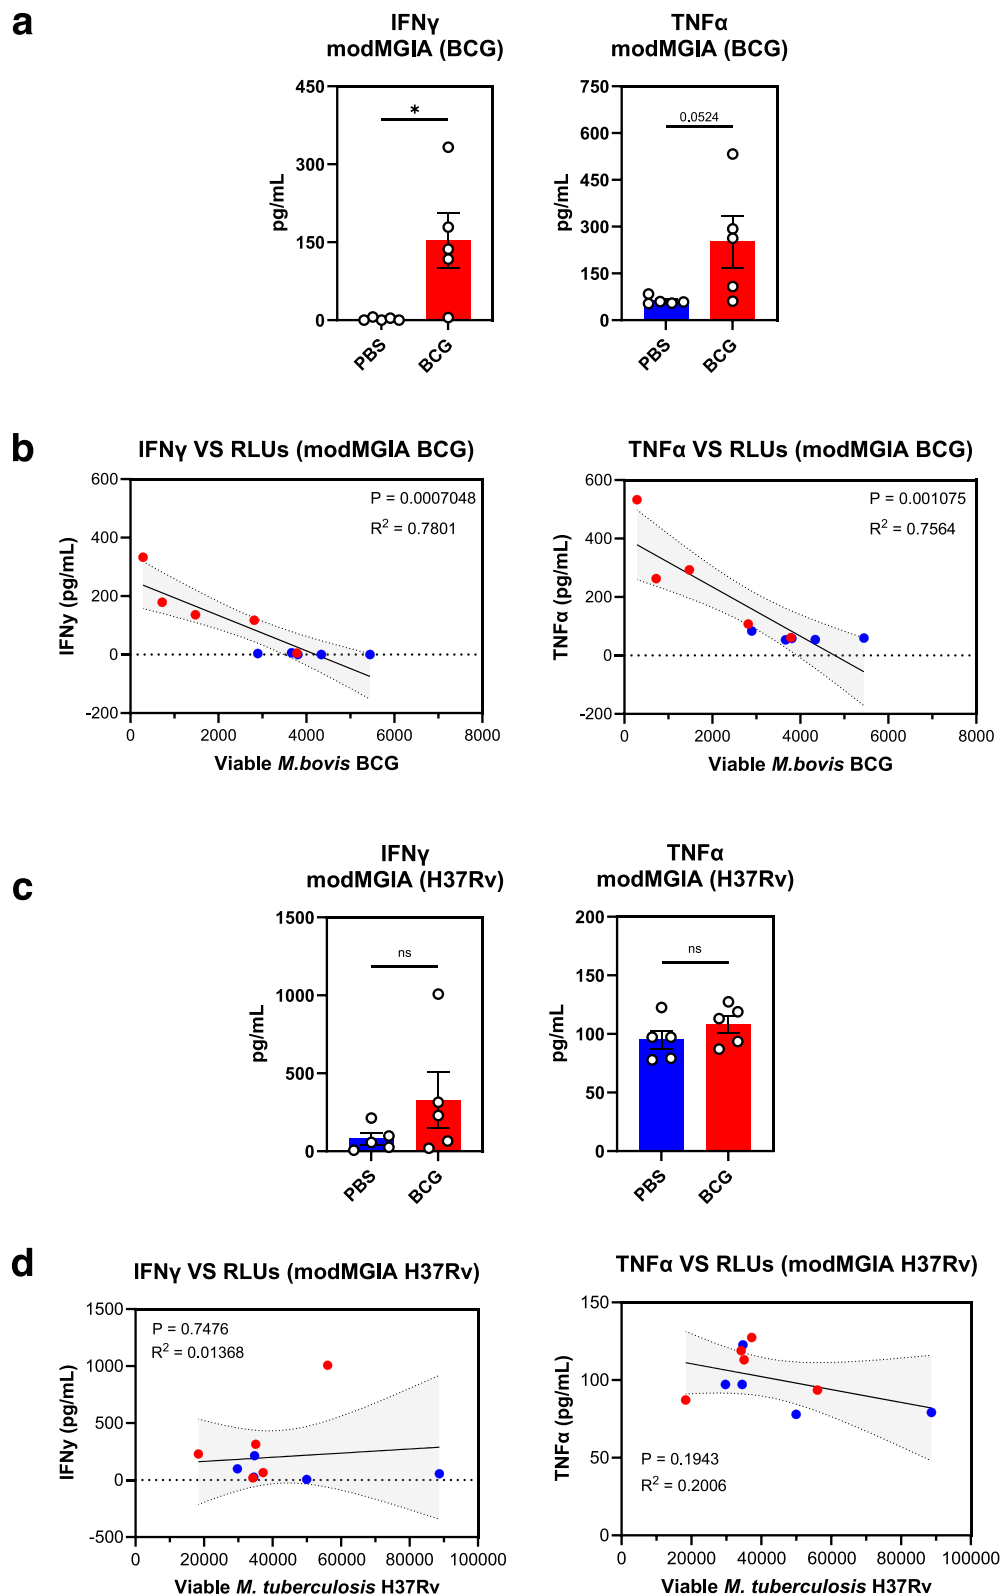 a
IFNγ
modMGIA (BCG)
TNFα
modMGIA (BCG)
450
300
150
0
pg/mL
*
PBS
BCG
750
600
450
300
150
0
pg/mL
0.0524
PBS
BCG
b
IFNγ VS RLUs (modMGIA BCG)
TNFα VS RLUs (modMGIA BCG)
600
400
200
0
-200
IFNy (pg/mL)
P = 0.0007048
R² = 0.7801
0
2000
4000
6000
8000
Viable M.bovis BCG
600
400
200
0
-200
TNFα (pg/mL)
P = 0.001075
R² = 0.7564
0
2000
4000
6000
8000
Viable M.bovis BCG
c
IFNγ
modMGIA (H37Rv)
TNFα
modMGIA (H37Rv)
1500
1000
500
0
pg/mL
ns
PBS
BCG
200
150
100
50
0
pg/mL
ns
PBS
BCG
d
IFNγ VS RLUs (modMGIA H37Rv)
TNFα VS RLUs (modMGIA H37Rv)
1500
1000
500
0
-500
IFNy (pg/mL)
P = 0.7476
R² = 0.01368
0
20000
40000
60000
80000
100000
Viable M. tuberculosis H37Rv
150
100
50
0
TNFα (pg/mL)
P = 0.1943
R² = 0.2006
0
20000
40000
60000
80000
100000
Viable M. tuberculosis H37Rv